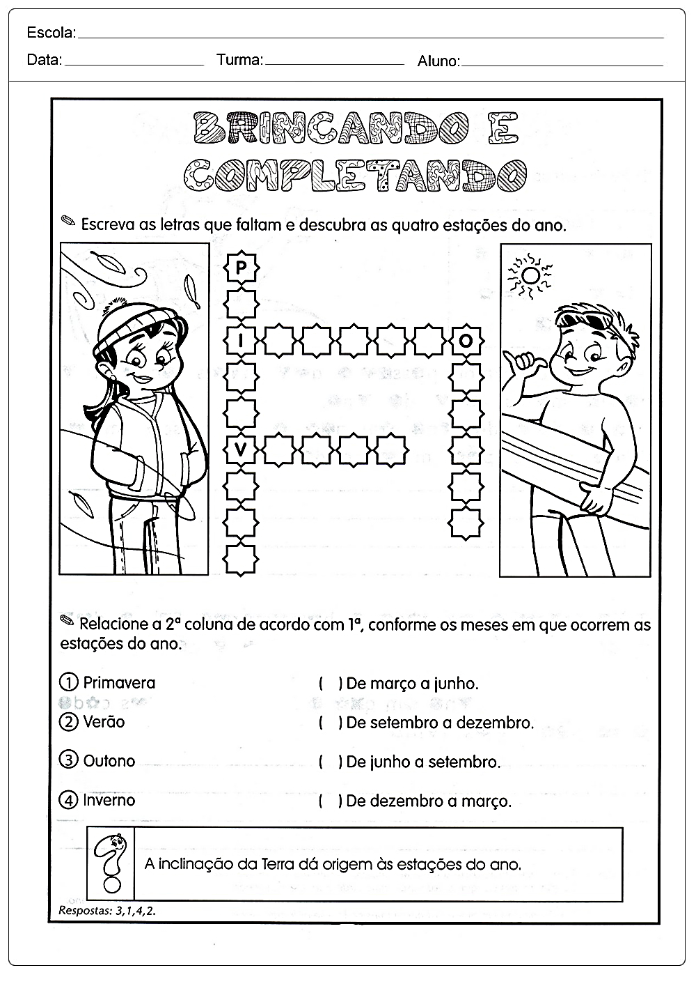 Escola:
Data: Turma: Aluno:
BRINCANDO E
COMPLETANDO
Escreva as letras que faltam e descubra as quatro estações do ano.
P
I O
V
Relacione a 2ª coluna de acordo com 1ª, conforme os meses em que ocorrem as
estações do ano.
1 Primavera ( ) De março a junho.
2 Verão ( ) De setembro a dezembro.
3 Outono ( ) De junho a setembro.
4 Inverno ( ) De dezembro a março.
A inclinação da Terra dá origem às estações do ano.
Respostas: 3,1,4,2.